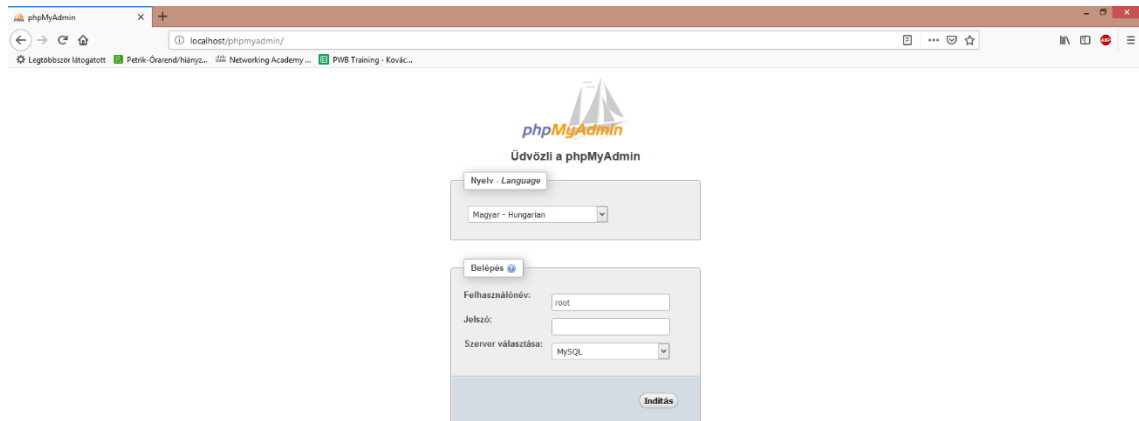 phpMyAdmin
localhost/phpmyadmin/
Legtöbbször látogatott Petrik-Órarend/hiányz... Networking Academy ... PWB Training - Kovác...
phpMyAdmin
Üdvözli a phpMyAdmin
Nyelv - Language
Magyar - Hungarian
Belépés
Felhasználónév: root
Jelszó:
Szerver választása: MySQL
Indítás